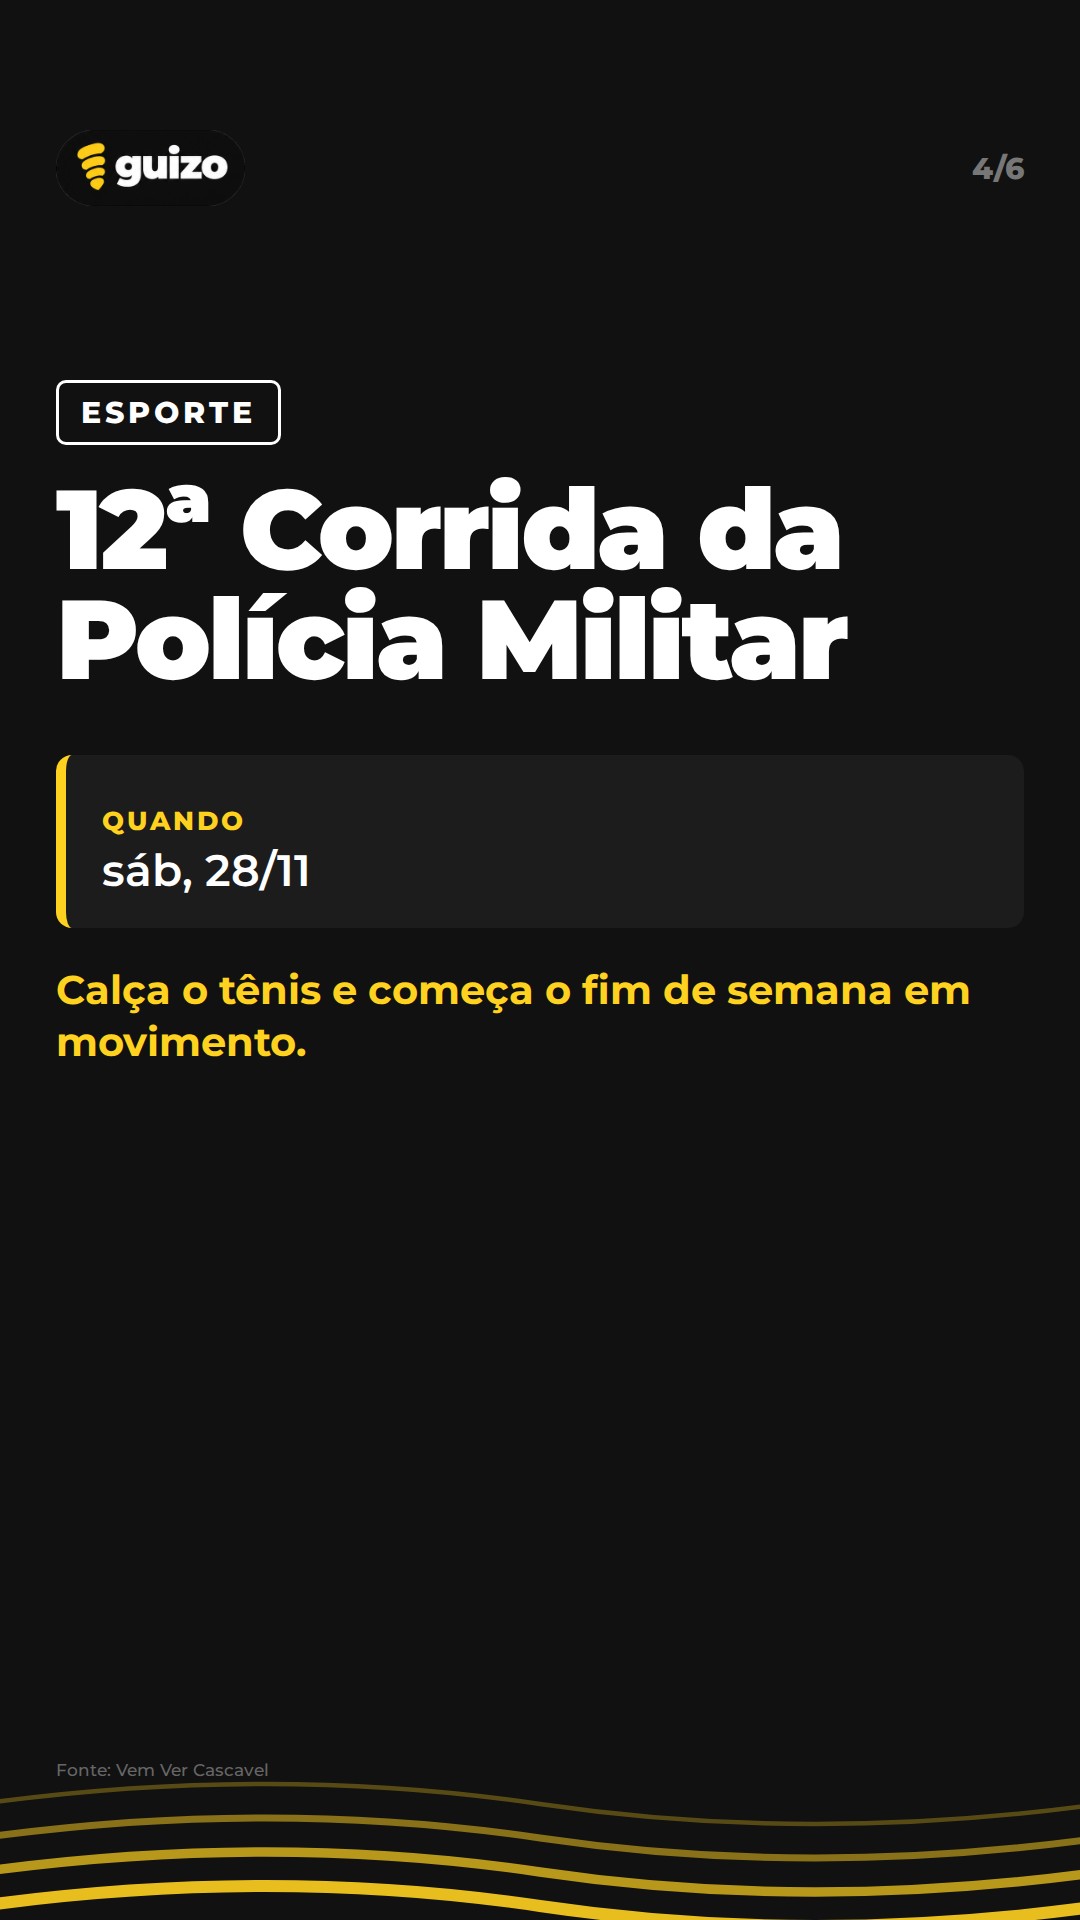 guizo
4/6
ESPORTE
12ª Corrida da
Polícia Militar
QUANDO
sáb, 28/11
Calça o tênis e começa o fim de semana em
movimento.
Fonte: Vem Ver Cascavel